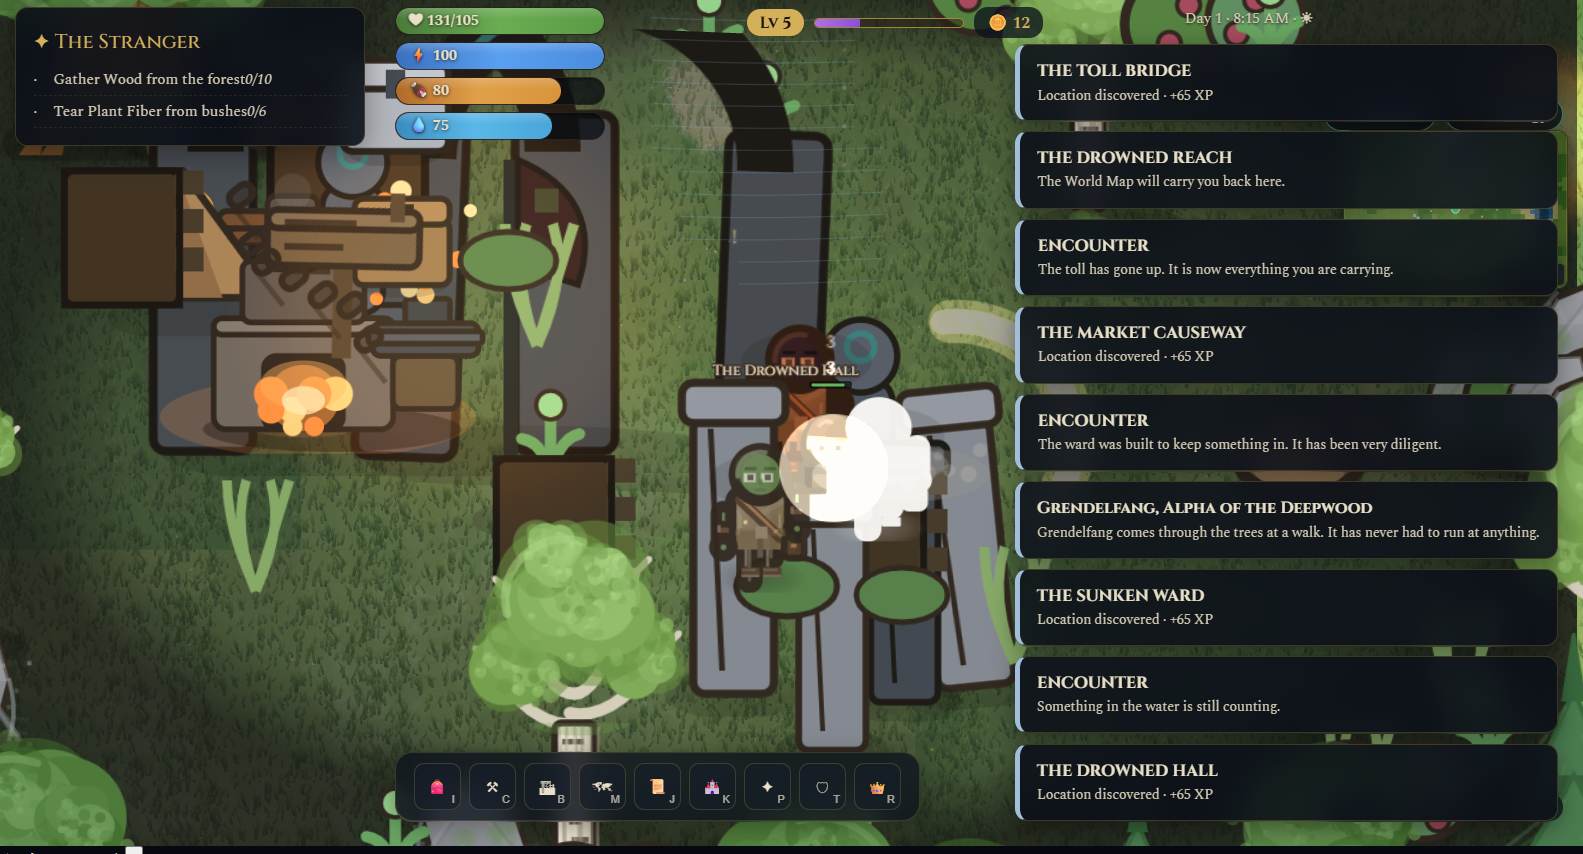 ✦ The Stranger
· Gather Wood from the forest0/10
· Tear Plant Fiber from bushes0/6
131/105
100
80
75
Lv 5
12
Day 1 · 8:15 AM ·
THE TOLL BRIDGE
Location discovered · +65 XP
THE DROWNED REACH
The World Map will carry you back here.
ENCOUNTER
The toll has gone up. It is now everything you are carrying.
THE MARKET CAUSEWAY
Location discovered · +65 XP
ENCOUNTER
The ward was built to keep something in. It has been very diligent.
Grendelfang, Alpha of the Deepwood
Grendelfang comes through the trees at a walk. It has never had to run at anything.
THE SUNKEN WARD
Location discovered · +65 XP
ENCOUNTER
Something in the water is still counting.
THE DROWNED HALL
Location discovered · +65 XP
!
3
3
The Drowned Hall
I C B M J K P T R